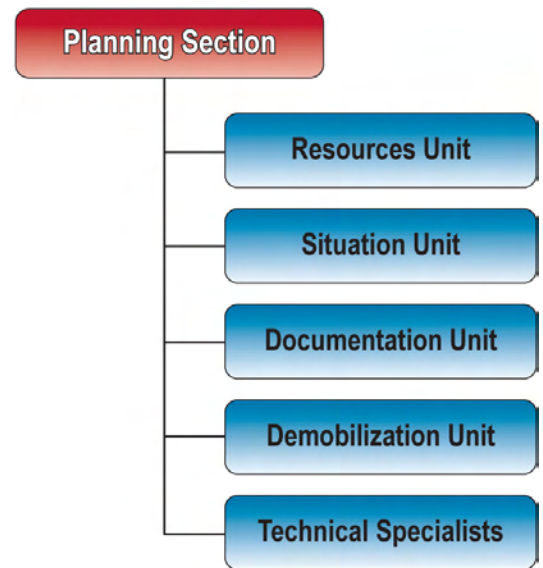 Planning Section
Resources Unit
Situation Unit
Documentation Unit
Demobilization Unit
Technical Specialists